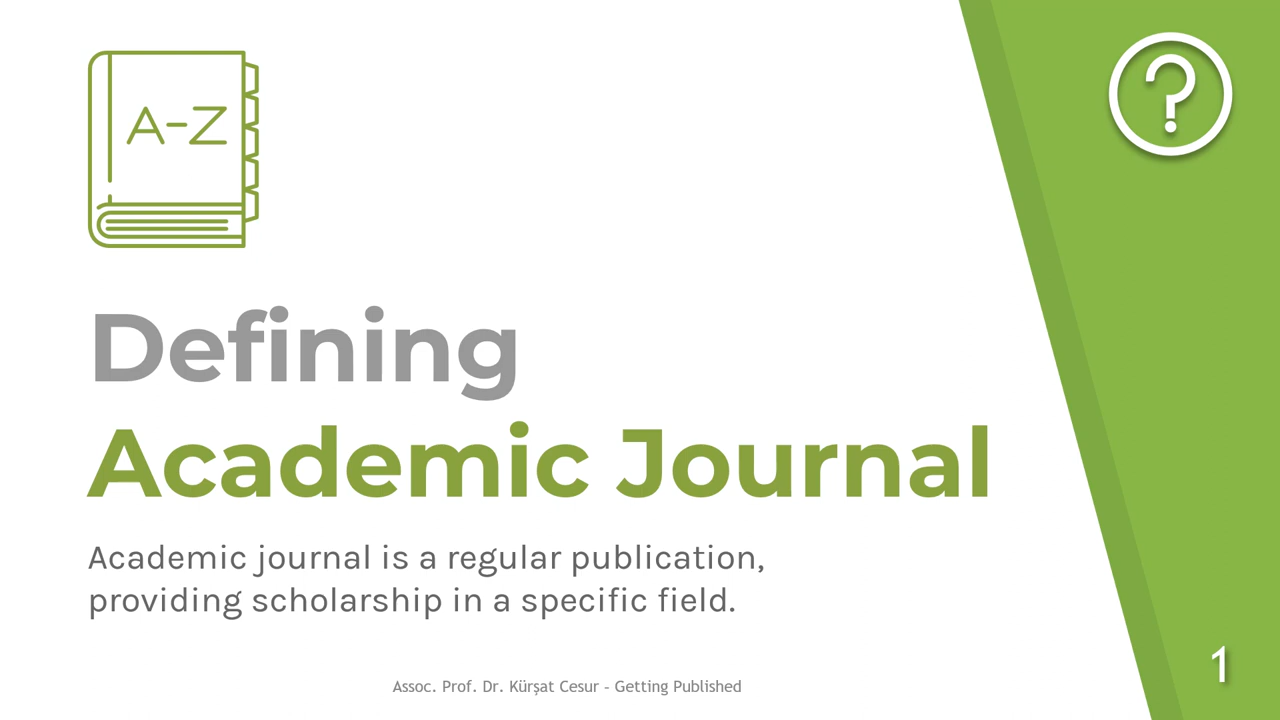 A-Z
?
Defining
Academic Journal
Academic journal is a regular publication,
providing scholarship in a specific field.
Assoc. Prof. Dr. Kürşat Cesur - Getting Published
1